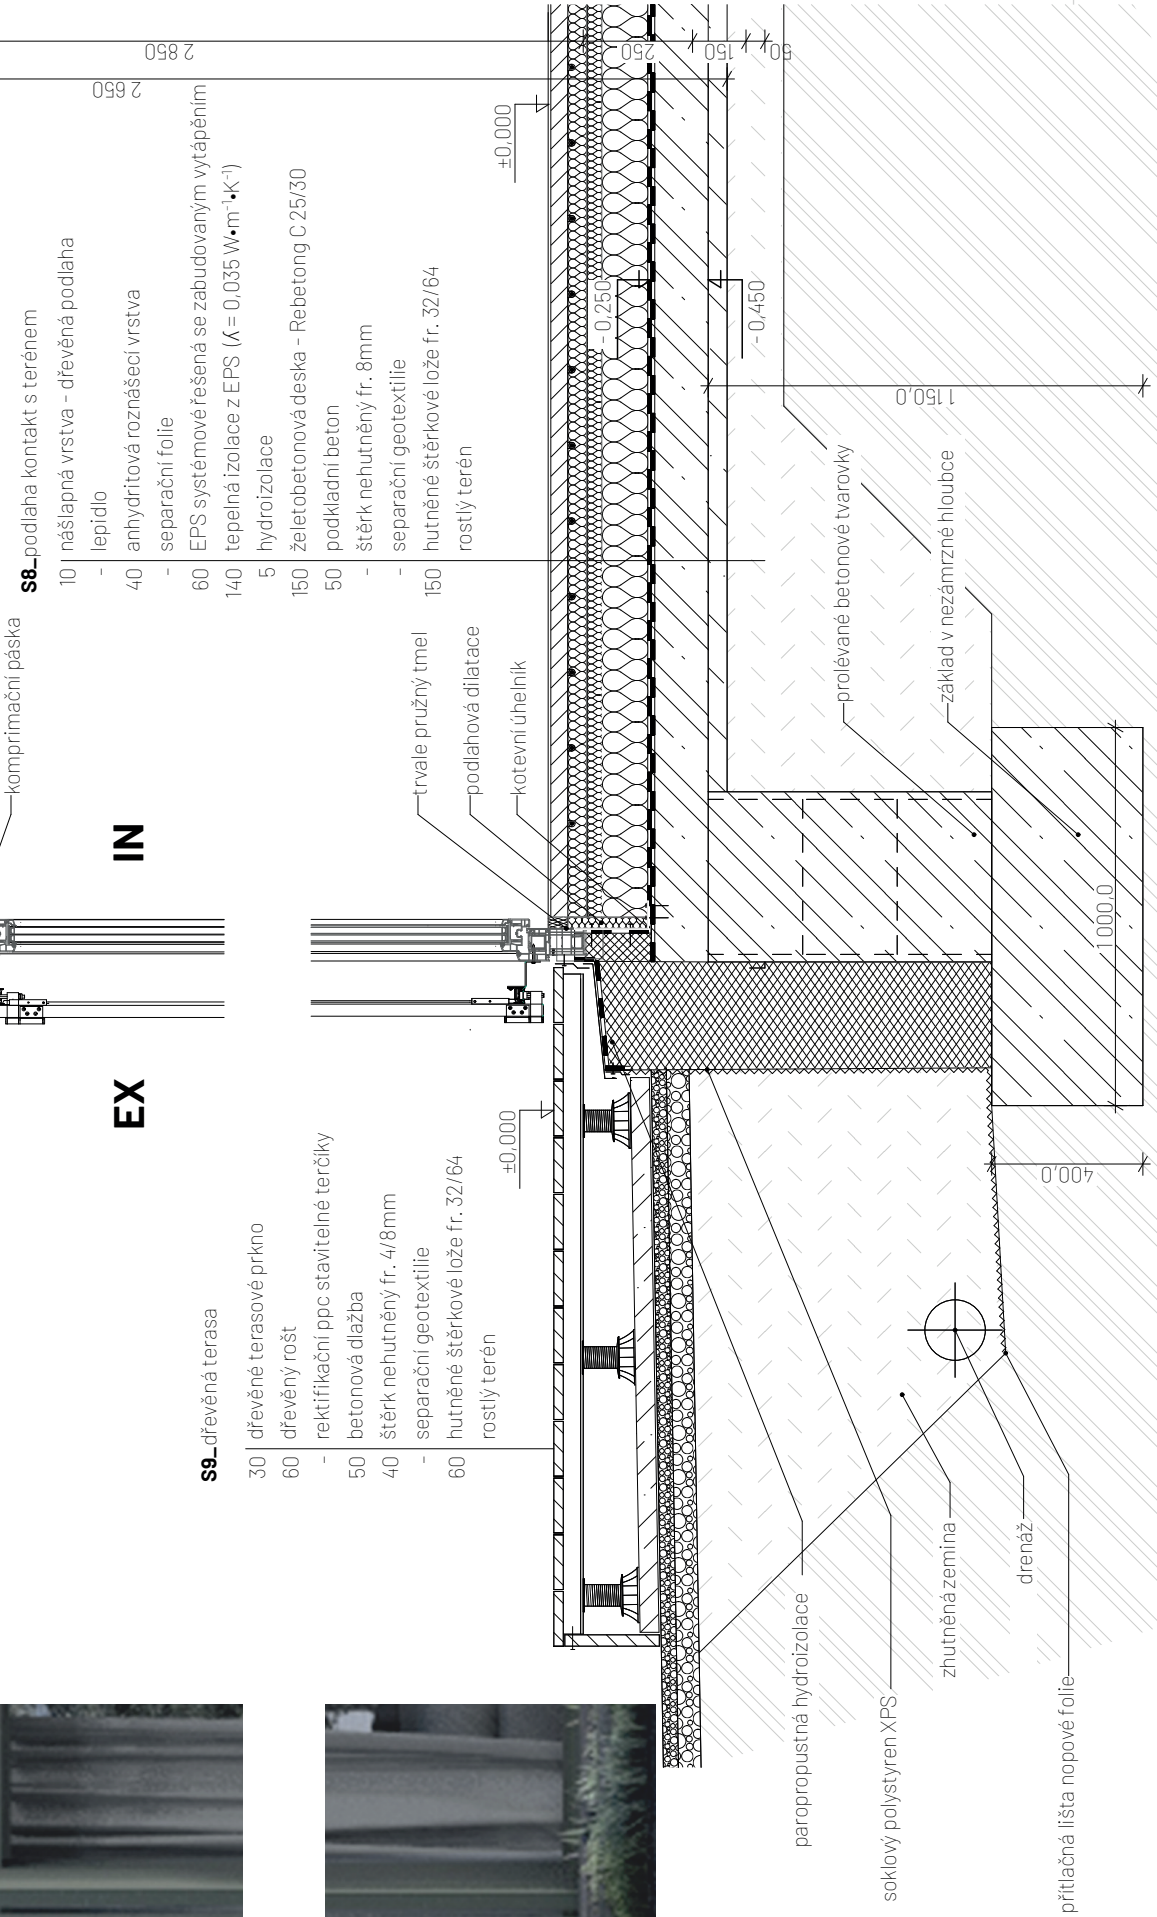 komprimační páska
S8_podlaha kontakt s terénem
10 nášlapná vrstva - dřevěná podlaha
- lepidlo
40 anhydritová roznášecí vrstva
- separační folie
60 EPS systémově řešená se zabudovaným vytápěním
140 tepelná izolace z EPS (Λ = 0,035 W•m⁻¹•K⁻¹)
5 hydroizolace
150 želetobetonová deska - Rebetong C 25/30
50 podkladní beton
- štěrk nehutněný fr. 8mm
- separační geotextilie
150 hutněné štěrkové lože fr. 32/64
rostlý terén
2 850
2 650
250
150
50
IN
EX
trvale pružný tmel
podlahová dilatace
kotevní úhelník
±0,000
- 0,250
- 0,450
1 150,0
prolévané betonové tvarovky
základ v nezámrzné hloubce
1 000,0
400,0
S9_dřevěná terasa
30 dřevěné terasové prkno
60 dřevěný rošt
- rektifikační ppc stavitelné terčíky
50 betonová dlažba
40 štěrk nehutněný fr. 4/8mm
- separační geotextilie
60 hutněné štěrkové lože fr. 32/64
rostlý terén
±0,000
paropropustná hydroizolace
soklový polystyren XPS
zhutněná zemina
drenáž
přítlačná lišta nopové folie